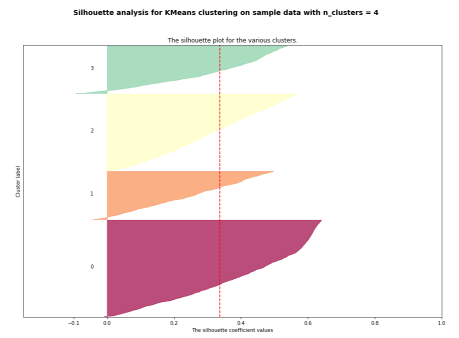 Silhouette analysis for KMeans clustering on sample data with n_clusters = 4
The silhouette plot for the various clusters.
3
2
1
0
Cluster label
−0.1 0.0 0.2 0.4 0.6 0.8 1.0
The silhouette coefficient values